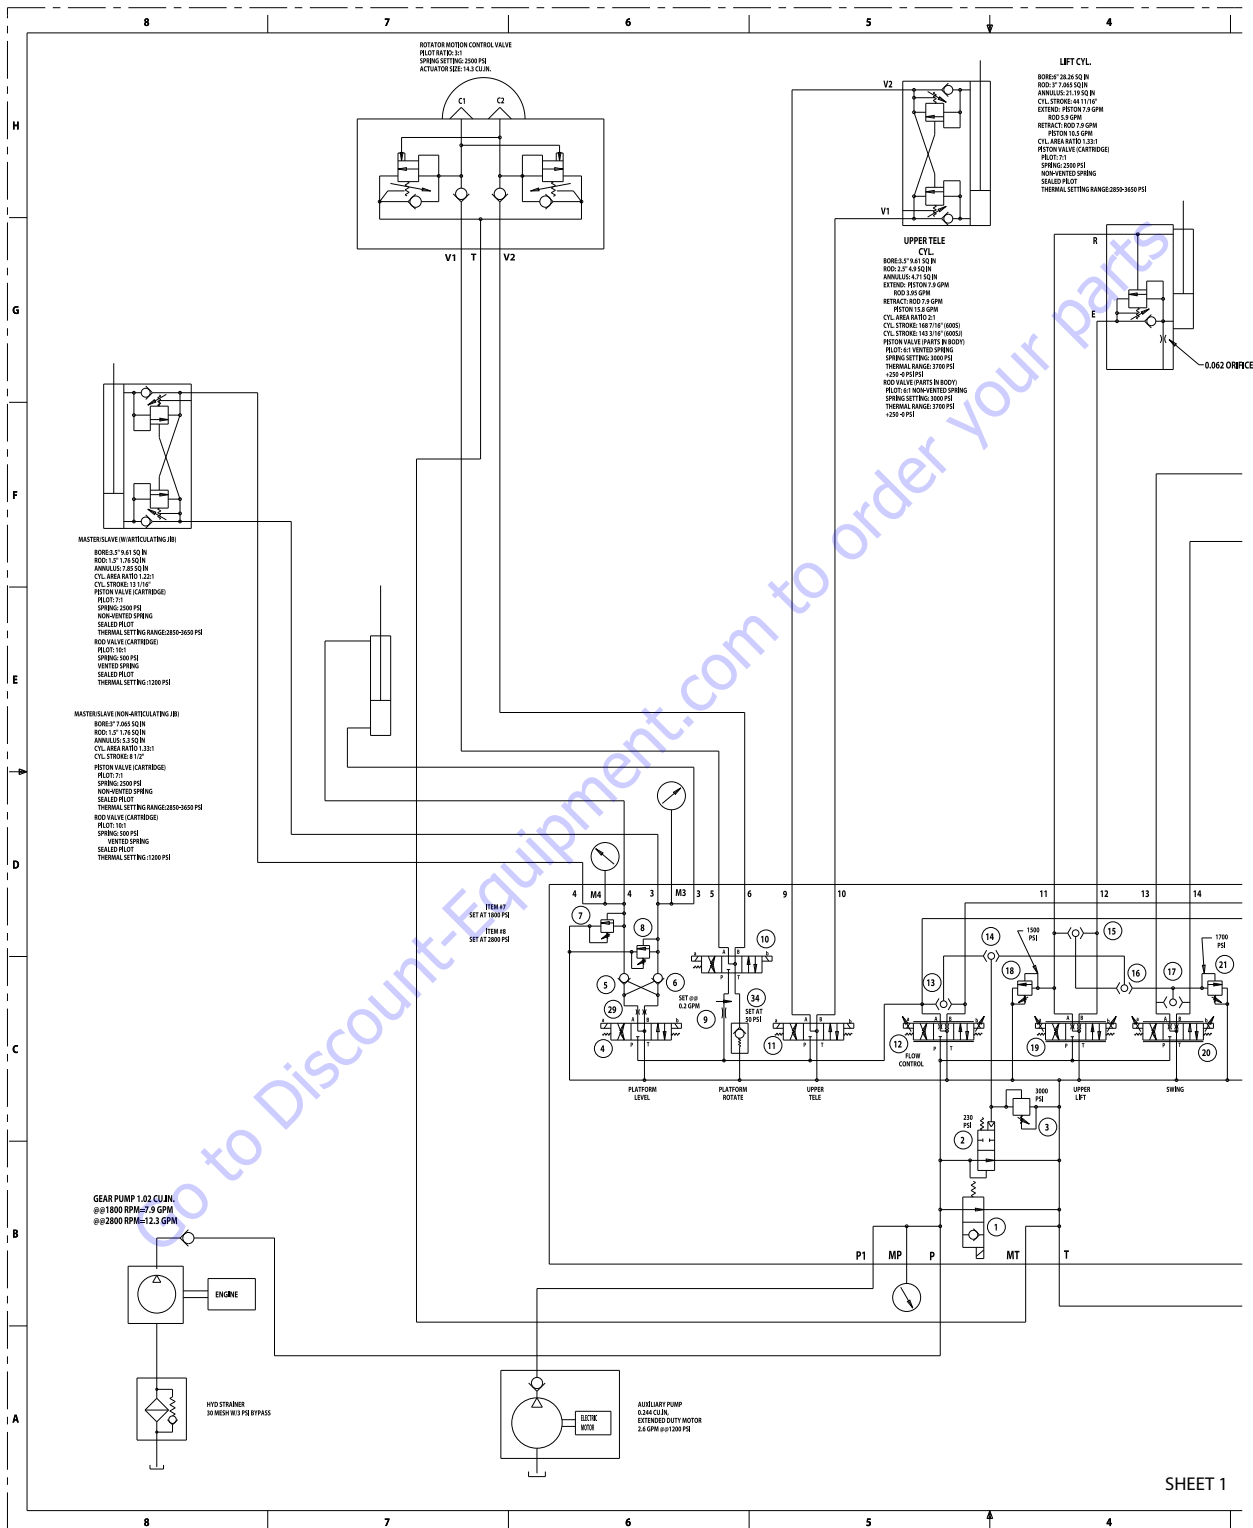 8 7 6 5 4
H
G
F
E
D
C
B
A
ROTATOR MOTION CONTROL VALVE
PILOT RATIO: 3:1
SPRING SETTING: 2500 PSI
ACTUATOR SIZE: 14.3 CU.IN.
C1 C2
V1 T V2
V2
V1
UPPER TELE
CYL.
BORE:3.5" 9.61 SQ IN
ROD: 2.5" 4.9 SQ IN
ANNULUS: 4.71 SQ IN
EXTEND: PISTON 7.9 GPM
ROD 3.95 GPM
RETRACT: ROD 7.9 GPM
PISTON 15.8 GPM
CYL. AREA RATIO 2:1
CYL. STROKE: 168 7/16" (600S)
CYL. STROKE: 143 3/16" (600SJ)
PISTON VALVE (PARTS IN BODY)
PILOT: 6:1 VENTED SPRING
SPRING SETTING: 3000 PSI
THERMAL RANGE: 3700 PSI
+250 -0 PSIPSI
ROD VALVE (PARTS IN BODY)
PILOT: 6:1 NON-VENTED SPRING
SPRING SETTING: 3000 PSI
THERMAL RANGE: 3700 PSI
+250 -0 PSI
LIFT CYL.
BORE:6" 28.26 SQ IN
ROD: 3" 7.065 SQ IN
ANNULUS: 21.19 SQ IN
CYL. STROKE: 44 11/16"
EXTEND: PISTON 7.9 GPM
ROD 5.9 GPM
RETRACT: ROD 7.9 GPM
PISTON 10.5 GPM
CYL. AREA RATIO 1.33:1
PISTON VALVE (CARTRIDGE)
PILOT: 7:1
SPRING: 2500 PSI
NON-VENTED SPRING
SEALED PILOT
THERMAL SETTING RANGE:2850-3650 PSI
R
E
0.062 ORIFICE
MASTER/SLAVE (W/ARTICULATING JIB)
BORE:3.5" 9.61 SQ IN
ROD: 1.5" 1.76 SQ IN
ANNULUS: 7.85 SQ IN
CYL. AREA RATIO 1.22:1
CYL. STROKE: 13 1/16"
PISTON VALVE (CARTRIDGE)
PILOT: 7:1
SPRING: 2500 PSI
NON-VENTED SPRING
SEALED PILOT
THERMAL SETTING RANGE:2850-3650 PSI
ROD VALVE (CARTRIDGE)
PILOT: 10:1
SPRING: 500 PSI
VENTED SPRING
SEALED PILOT
THERMAL SETTING :1200 PSI
MASTER/SLAVE (NON-ARTICULATING JIB)
BORE:3" 7.065 SQ IN
ROD: 1.5" 1.76 SQ IN
ANNULUS: 5.3 SQ IN
CYL. AREA RATIO 1.33:1
CYL. STROKE: 8 1/2"
PISTON VALVE (CARTRIDGE)
PILOT: 7:1
SPRING: 2500 PSI
NON-VENTED SPRING
SEALED PILOT
THERMAL SETTING RANGE:2850-3650 PSI
ROD VALVE (CARTRIDGE)
PILOT: 10:1
SPRING: 500 PSI
VENTED SPRING
SEALED PILOT
THERMAL SETTING :1200 PSI
4 M4 4 3 M3 3 5 6 9 10 11 12 13 14
ITEM #7
SET AT 1800 PSI
ITEM #8
SET AT 2800 PSI
7
8
10
14
1500
PSI
15
1700
PSI
21
5
6
SET @@
0.2 GPM
9
34
SET AT
50 PSI
13
18
16
17
29
4
11
12
19
20
a A B b
P T
a A B b
P T
a A B b
P T
a A B b
P T
a A B b
P T
a A B b
P T
FLOW
CONTROL
PLATFORM
LEVEL
PLATFORM
ROTATE
UPPER
TELE
UPPER
LIFT
SWING
3000
PSI
3
230
PSI
2
1
P1 MP P MT T
GEAR PUMP 1.02 CU.IN.
@@1800 RPM=7.9 GPM
@@2800 RPM=12.3 GPM
ENGINE
HYD STRAINER
30 MESH W/3 PSI BYPASS
ELECTRIC
MOTOR
AUXILIARY PUMP
0.244 CU.IN,
EXTENDED DUTY MOTOR
2.6 GPM @@1200 PSI
SHEET 1
8 7 6 5 4
Go to Discount-Equipment.com to order your parts